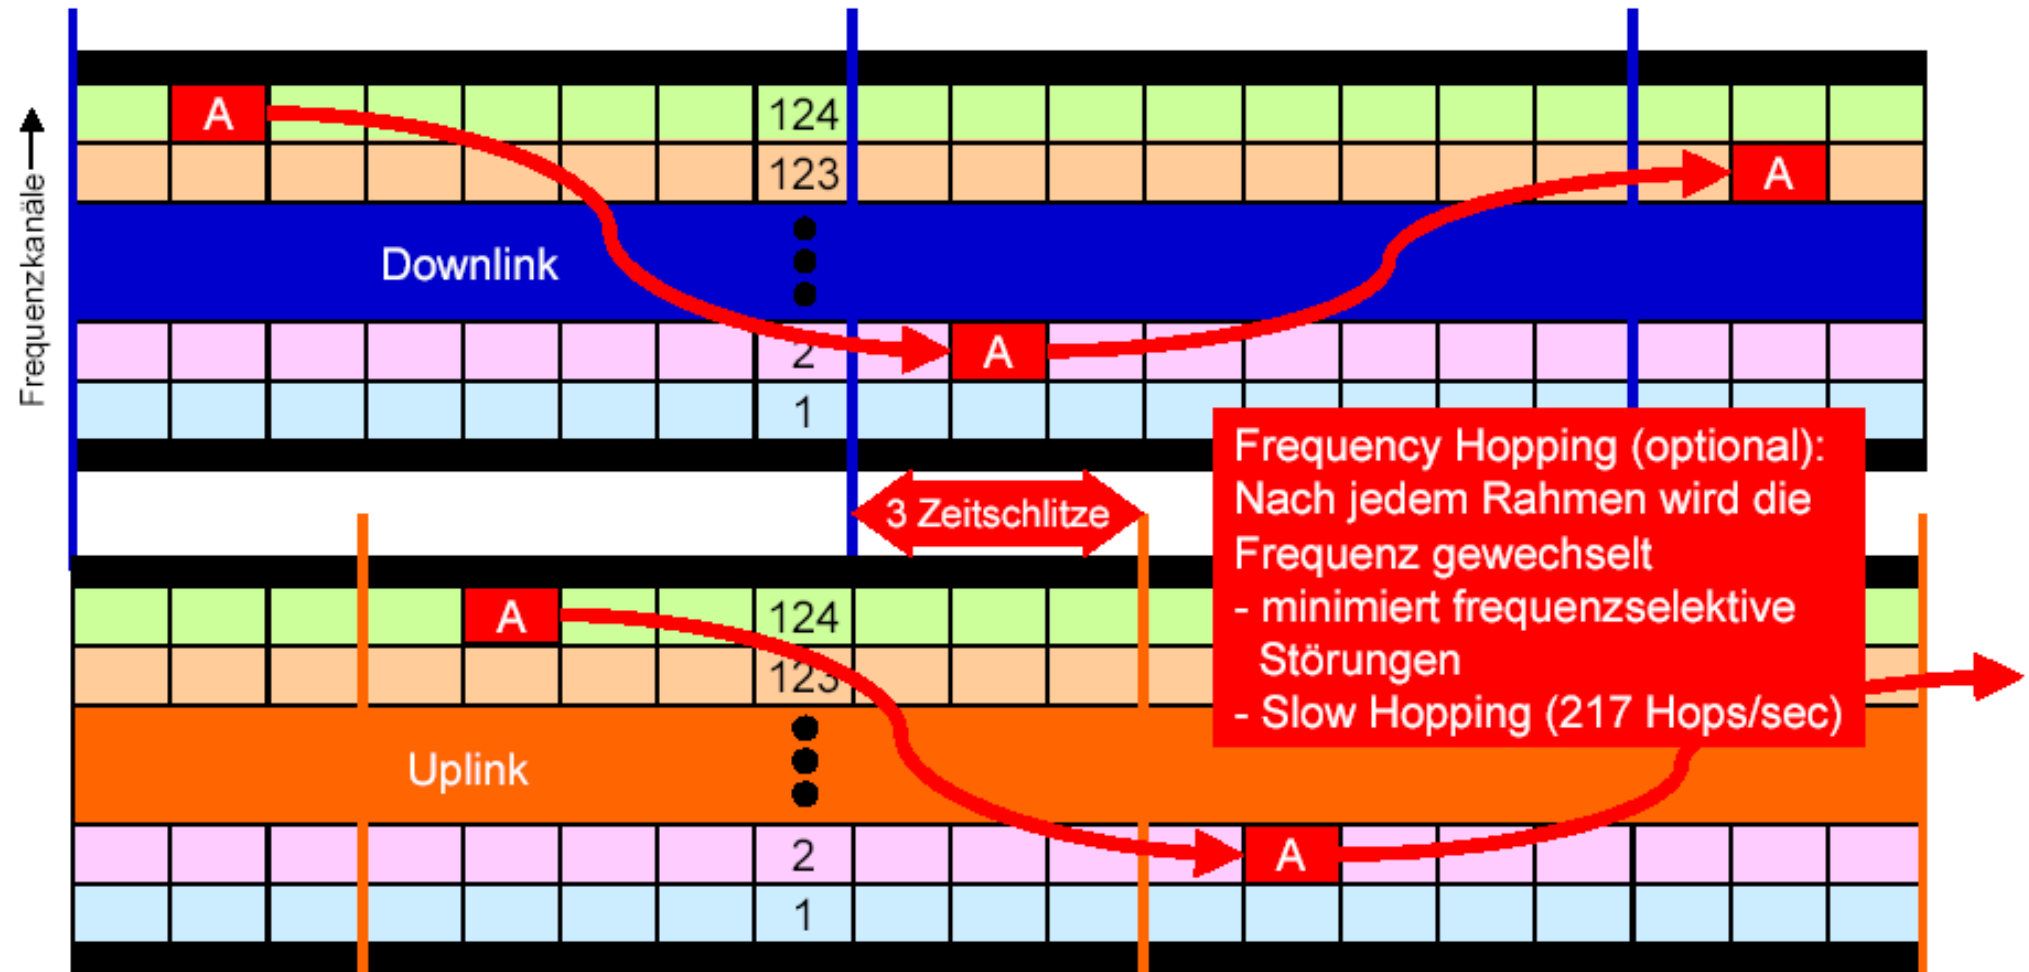 Frequenzkanäle
A
124
123
A
Downlink
2
A
1
3 Zeitschlitze
Frequency Hopping (optional):
Nach jedem Rahmen wird die
Frequenz gewechselt
- minimiert frequenzselektive
Störungen
- Slow Hopping (217 Hops/sec)
A
124
123
Uplink
2
A
1